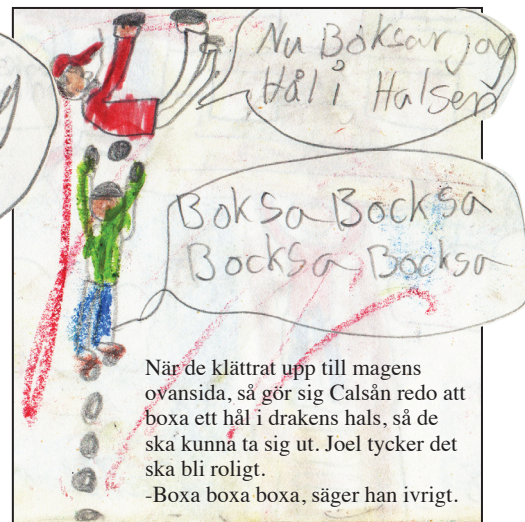 Nu Boksar jag
Hål i Halsen
Boksa Bocksa
Bocksa Bocksa
När de klättrat upp till magens
ovansida, så gör sig Calsån redo att
boxa ett hål i drakens hals, så de
ska kunna ta sig ut. Joel tycker det
ska bli roligt.
-Boxa boxa boxa, säger han ivrigt.